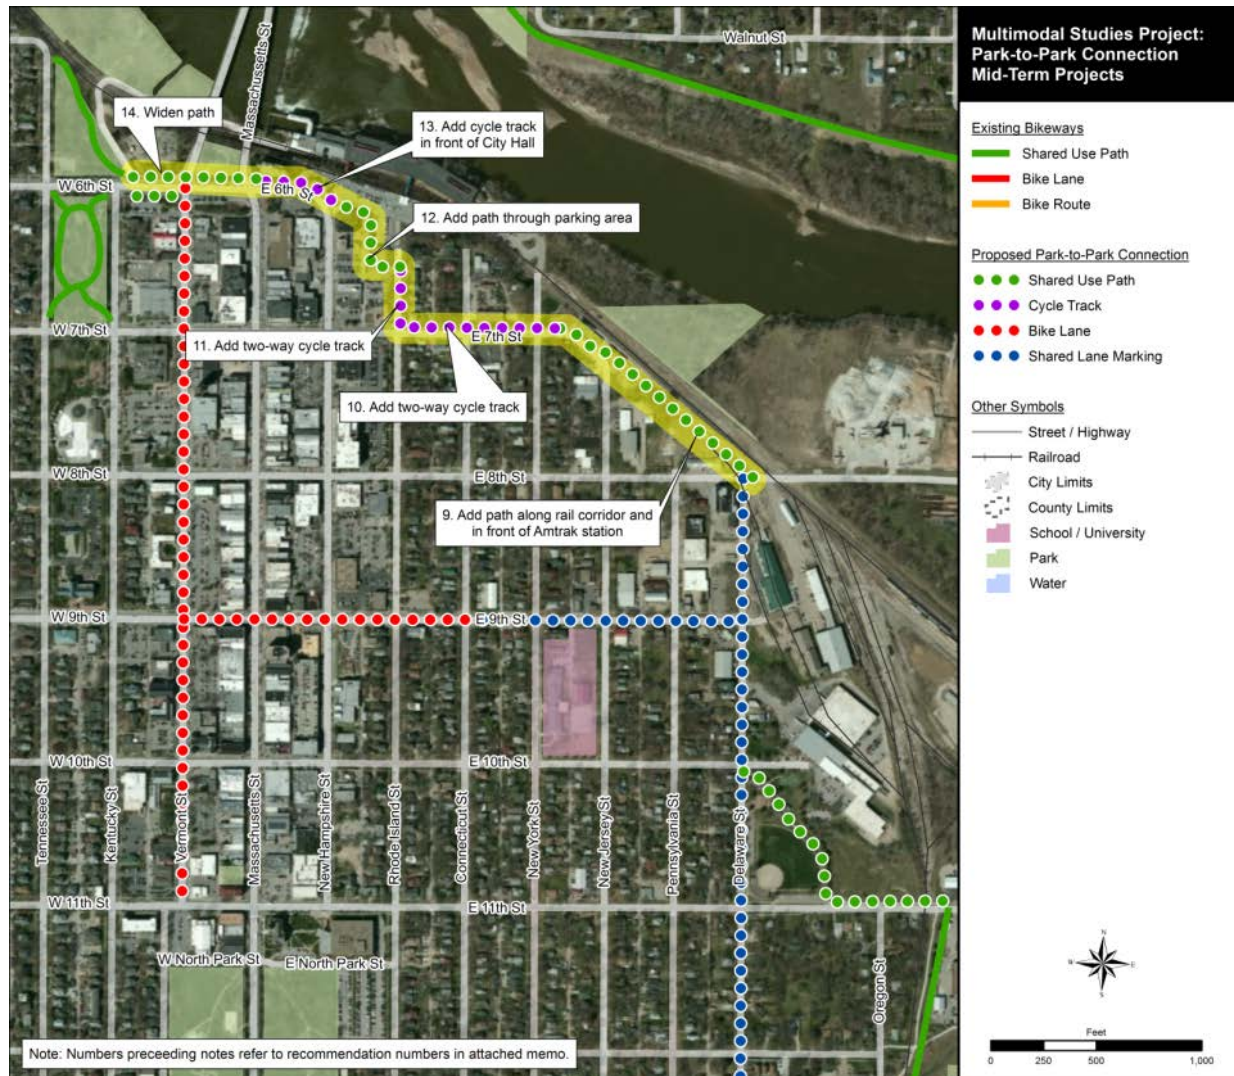 Multimodal Studies Project:
Park-to-Park Connection
Mid-Term Projects
Existing Bikeways
Shared Use Path
Bike Lane
Bike Route
Proposed Park-to-Park Connection
Shared Use Path
Cycle Track
Bike Lane
Shared Lane Marking
Other Symbols
Street / Highway
Railroad
City Limits
County Limits
School / University
Park
Water
N
W
E
S
Feet
0 250 500 1,000
Walnut St
Massachussetts St
14. Widen path
13. Add cycle track
in front of City Hall
W 6th St
E 6th St
12. Add path through parking area
W 7th St
E 7th St
11. Add two-way cycle track
10. Add two-way cycle track
W 8th St
E 8th St
9. Add path along rail corridor and
in front of Amtrak station
W 9th St
E 9th St
W 10th St
E 10th St
Tennessee St
Kentucky St
Vermont St
Massachusetts St
New Hampshire St
Rhode Island St
Connecticut St
New York St
New Jersey St
Pennsylvania St
Delaware St
W 11th St
E 11th St
W North Park St
E North Park St
Oregon St
Note: Numbers preceeding notes refer to recommendation numbers in attached memo.